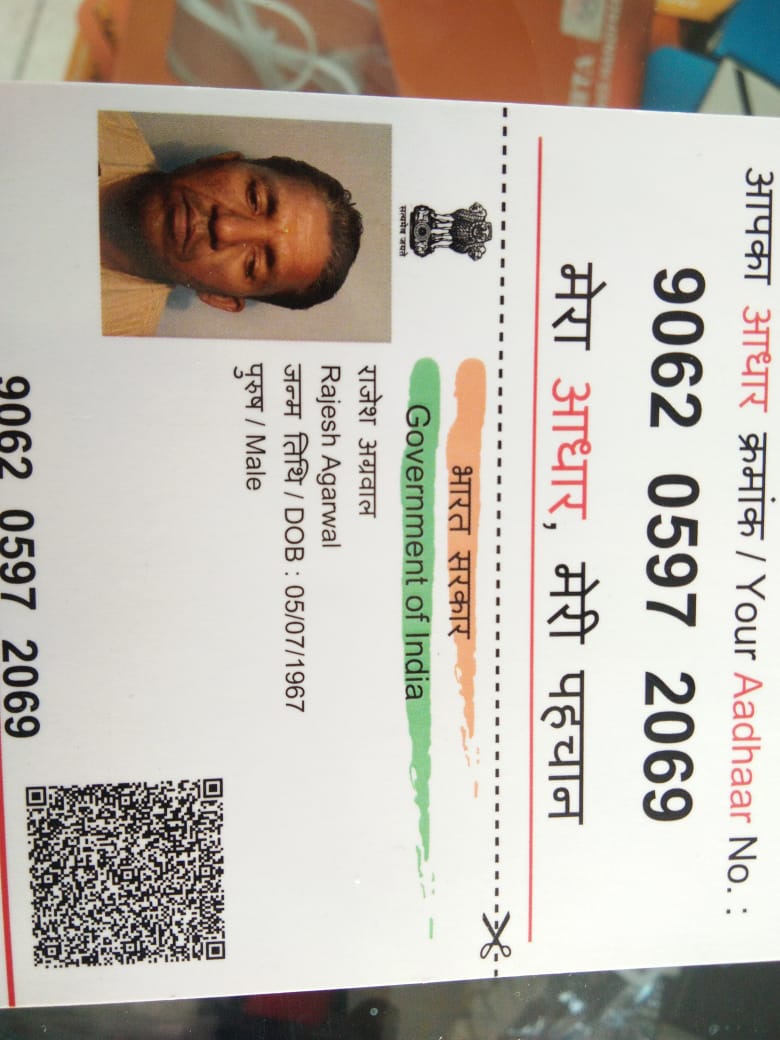 आपका आधार क्रमांक / Your Aadhaar No. :
9062 0597 2069
मेरा आधार, मेरी पहचान
सत्यमेव जयते
भारत सरकार
Government of India
राजेश अग्रवाल
Rajesh Agarwal
जन्म तिथि / DOB : 05/07/1967
पुरुष / Male
9062 0597 2069